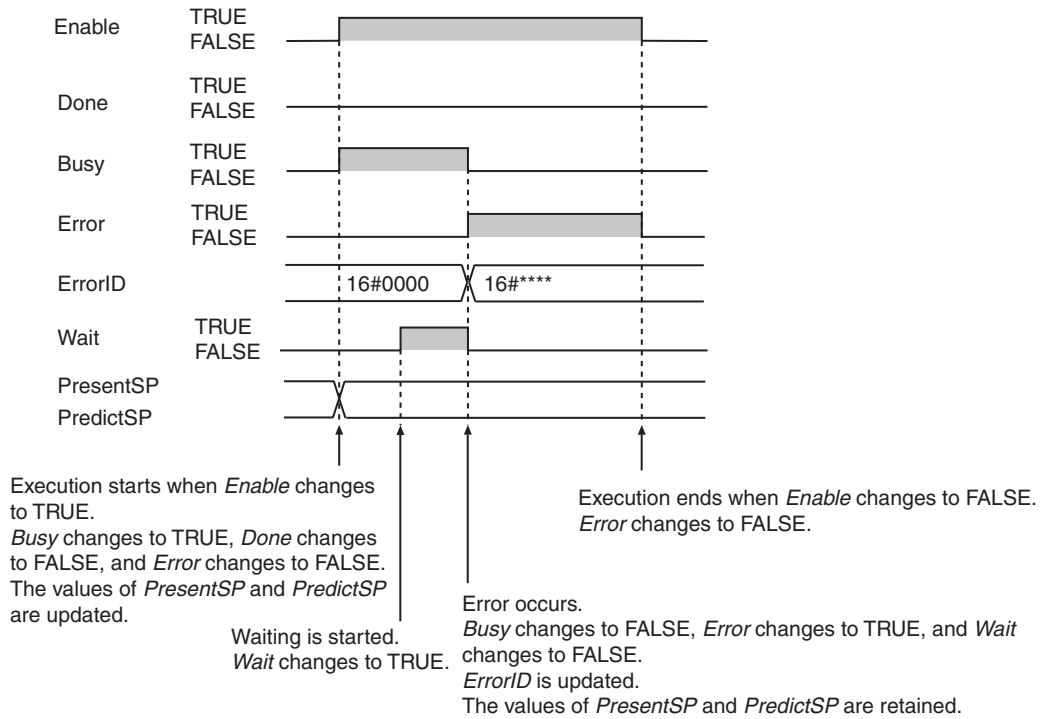 Enable
TRUE
FALSE
Done
TRUE
FALSE
Busy
TRUE
FALSE
Error
TRUE
FALSE
ErrorID
16#0000
16#****
Wait
TRUE
FALSE
PresentSP
PredictSP
Execution starts when Enable changes
to TRUE.
Busy changes to TRUE, Done changes
to FALSE, and Error changes to FALSE.
The values of PresentSP and PredictSP
are updated.
Waiting is started.
Wait changes to TRUE.
Error occurs.
Busy changes to FALSE, Error changes to TRUE, and Wait
changes to FALSE.
ErrorID is updated.
The values of PresentSP and PredictSP are retained.
Execution ends when Enable changes to FALSE.
Error changes to FALSE.